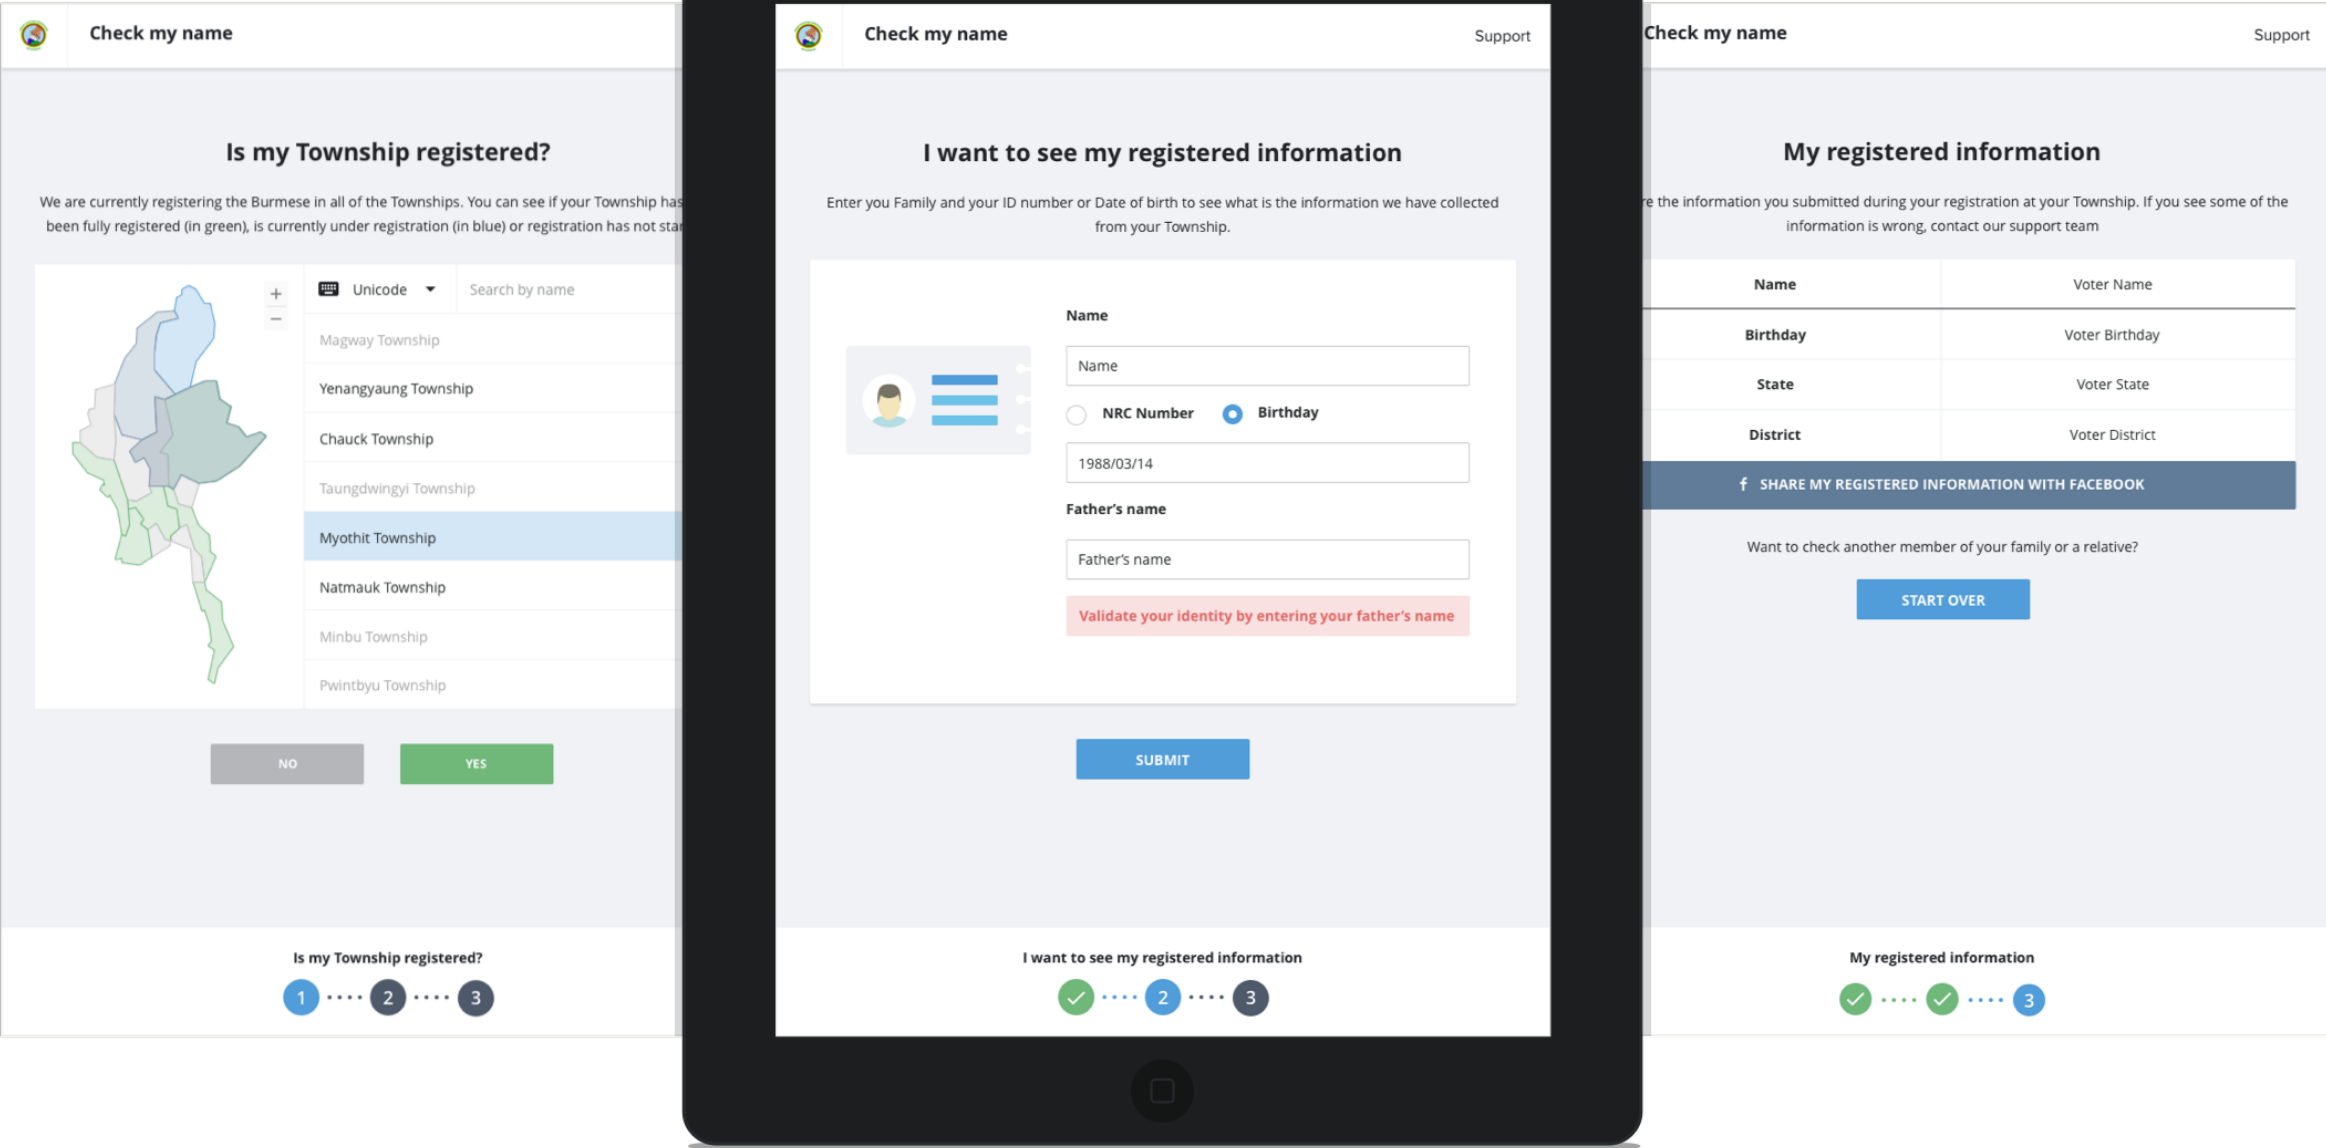 Check my name
Is my Township registered?
We are currently registering the Burmese in all of the Townships. You can see if your Township has
been fully registered (in green), is currently under registration (in blue) or registration has not
Unicode
Search by name
Magway Township
Yenangyaung Township
Chauck Township
Taungdwingyi Township
Myothit Township
Natmauk Township
Minbu Township
Pwintbyu Township
NO
YES
Is my Township registered?
1
2
3
Check my name
Support
I want to see my registered information
Enter you Family and your ID number or Date of birth to see what is the information we have collected
from your Township.
Name
Name
NRC Number
Birthday
1988/03/14
Father's name
Father's name
Validate your identity by entering your father's name
SUBMIT
I want to see my registered information
2
3
Check my name
Support
My registered information
the information you submitted during your registration at your Township. If you see some of the
information is wrong, contact our support team
Name Voter Name
Birthday Voter Birthday
State Voter State
District Voter District
f SHARE MY REGISTERED INFORMATION WITH FACEBOOK
Want to check another member of your family or a relative?
START OVER
My registered information
3